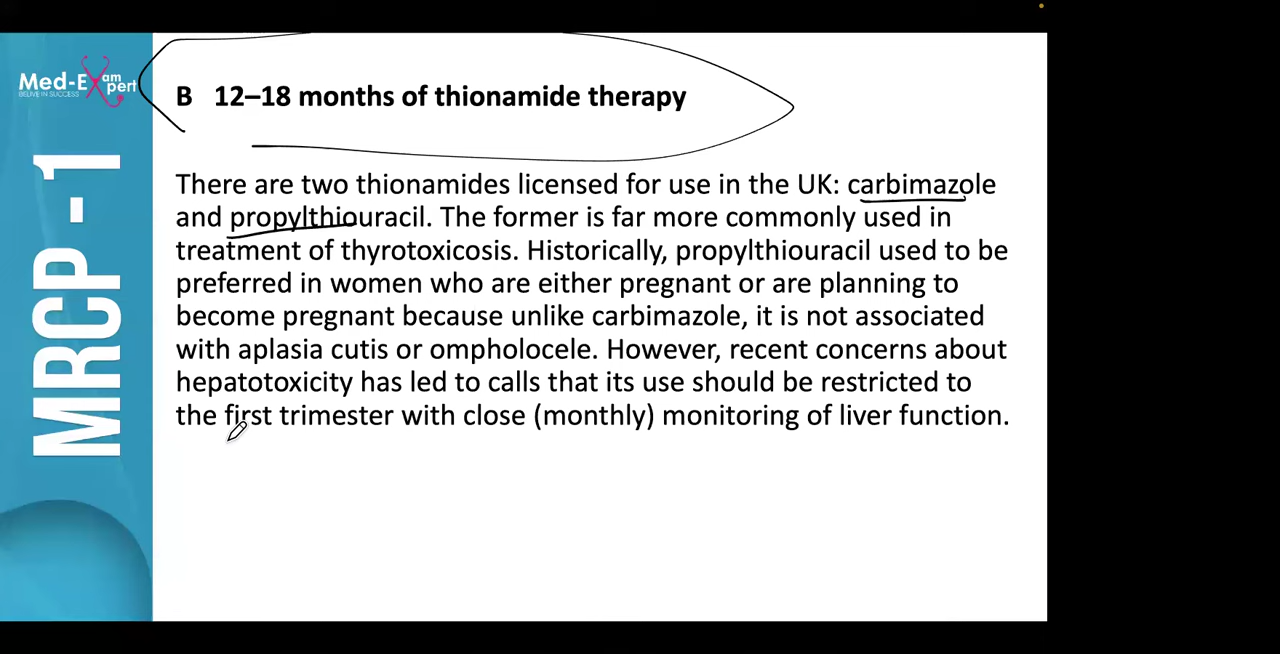 Med-Expert
BELIVE IN SUCCESS
MRCP - 1
B 12–18 months of thionamide therapy
There are two thionamides licensed for use in the UK: carbimazole
and propylthiouracil. The former is far more commonly used in
treatment of thyrotoxicosis. Historically, propylthiouracil used to be
preferred in women who are either pregnant or are planning to
become pregnant because unlike carbimazole, it is not associated
with aplasia cutis or ompholocele. However, recent concerns about
hepatotoxicity has led to calls that its use should be restricted to
the first trimester with close (monthly) monitoring of liver function.